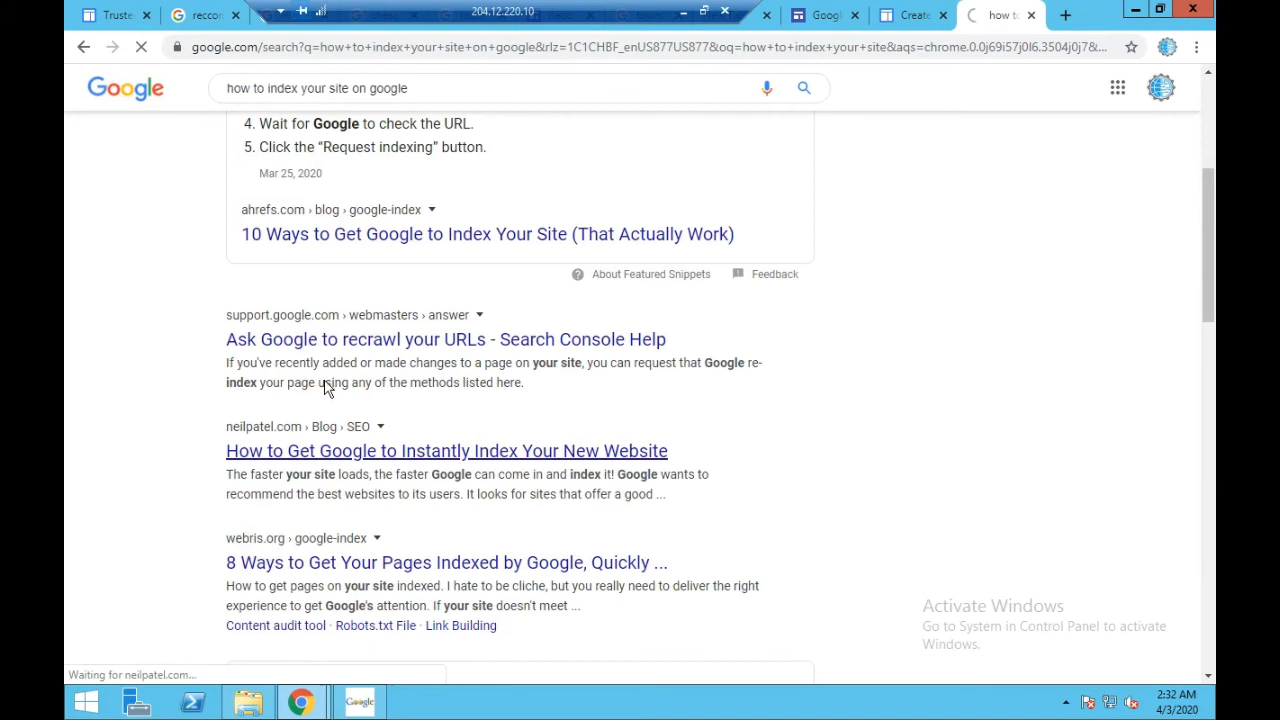 Truste
reccon
204.12.220.10
Googl
Create
how to
google.com/search?q=how+to+index+your+site+on+google&rlz=1C1CHBF_enUS877US877&oq=how+to+index+your+site&aqs=chrome.0.0j69i57j0l6.3504j0j7&...
Google
how to index your site on google
4. Wait for Google to check the URL.
5. Click the “Request indexing” button.
Mar 25, 2020
ahrefs.com › blog › google-index
10 Ways to Get Google to Index Your Site (That Actually Work)
About Featured Snippets
Feedback
support.google.com › webmasters › answer
Ask Google to recrawl your URLs - Search Console Help
If you've recently added or made changes to a page on your site, you can request that Google re-
index your page using any of the methods listed here.
neilpatel.com › Blog › SEO
How to Get Google to Instantly Index Your New Website
The faster your site loads, the faster Google can come in and index it! Google wants to
recommend the best websites to its users. It looks for sites that offer a good ...
webris.org › google-index
8 Ways to Get Your Pages Indexed by Google, Quickly ...
How to get pages on your site indexed. I hate to be cliche, but you really need to deliver the right
experience to get Google's attention. If your site doesn't meet ...
Content audit tool · Robots.txt File · Link Building
Activate Windows
Go to System in Control Panel to activate
Windows.
Waiting for neilpatel.com...
Google
2:32 AM
4/3/2020